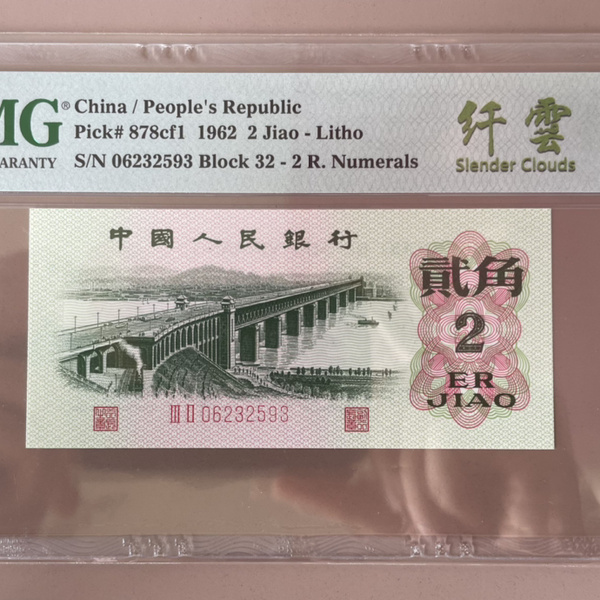 MG®
ARANTY
China / People's Republic
Pick# 878cf1 1962 2 Jiao - Litho
S/N 06232593 Block 32 - 2 R. Numerals
纤雲
Slender Clouds
中國人民銀行
貳角
2
ER
JIAO
III II 06232593